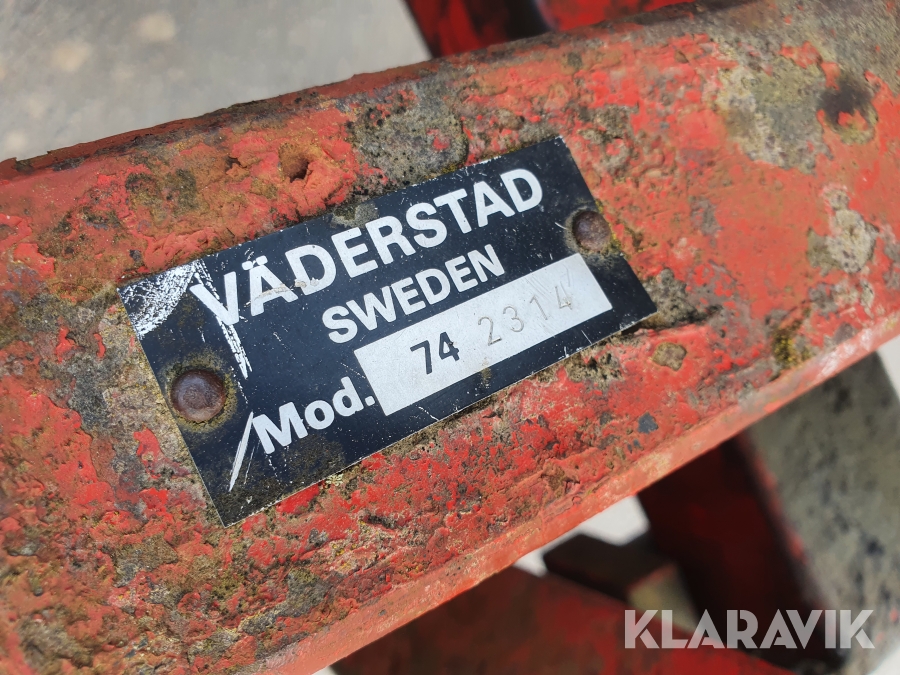 VÄDERSTAD
SWEDEN
Mod. 74 2314
KLARAVIK